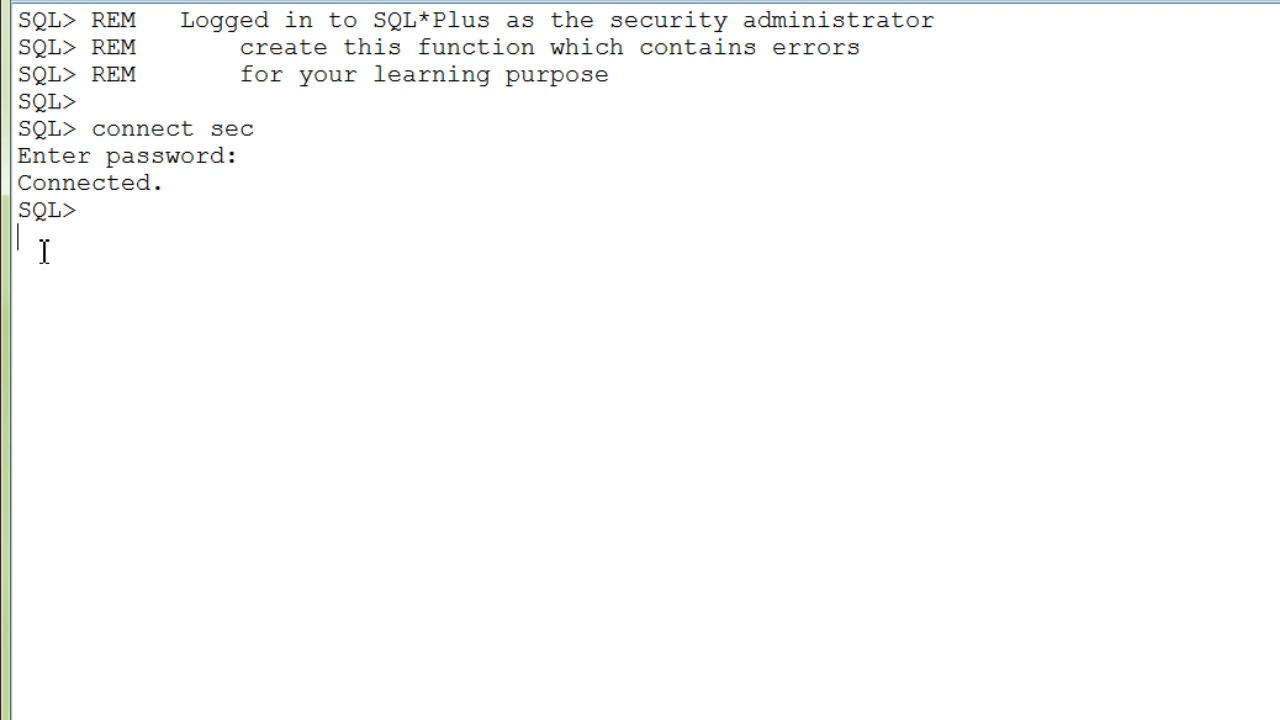 SQL> REM   Logged in to SQL*Plus as the security administrator
SQL> REM       create this function which contains errors
SQL> REM       for your learning purpose
SQL>
SQL> connect sec
Enter password:
Connected.
SQL>